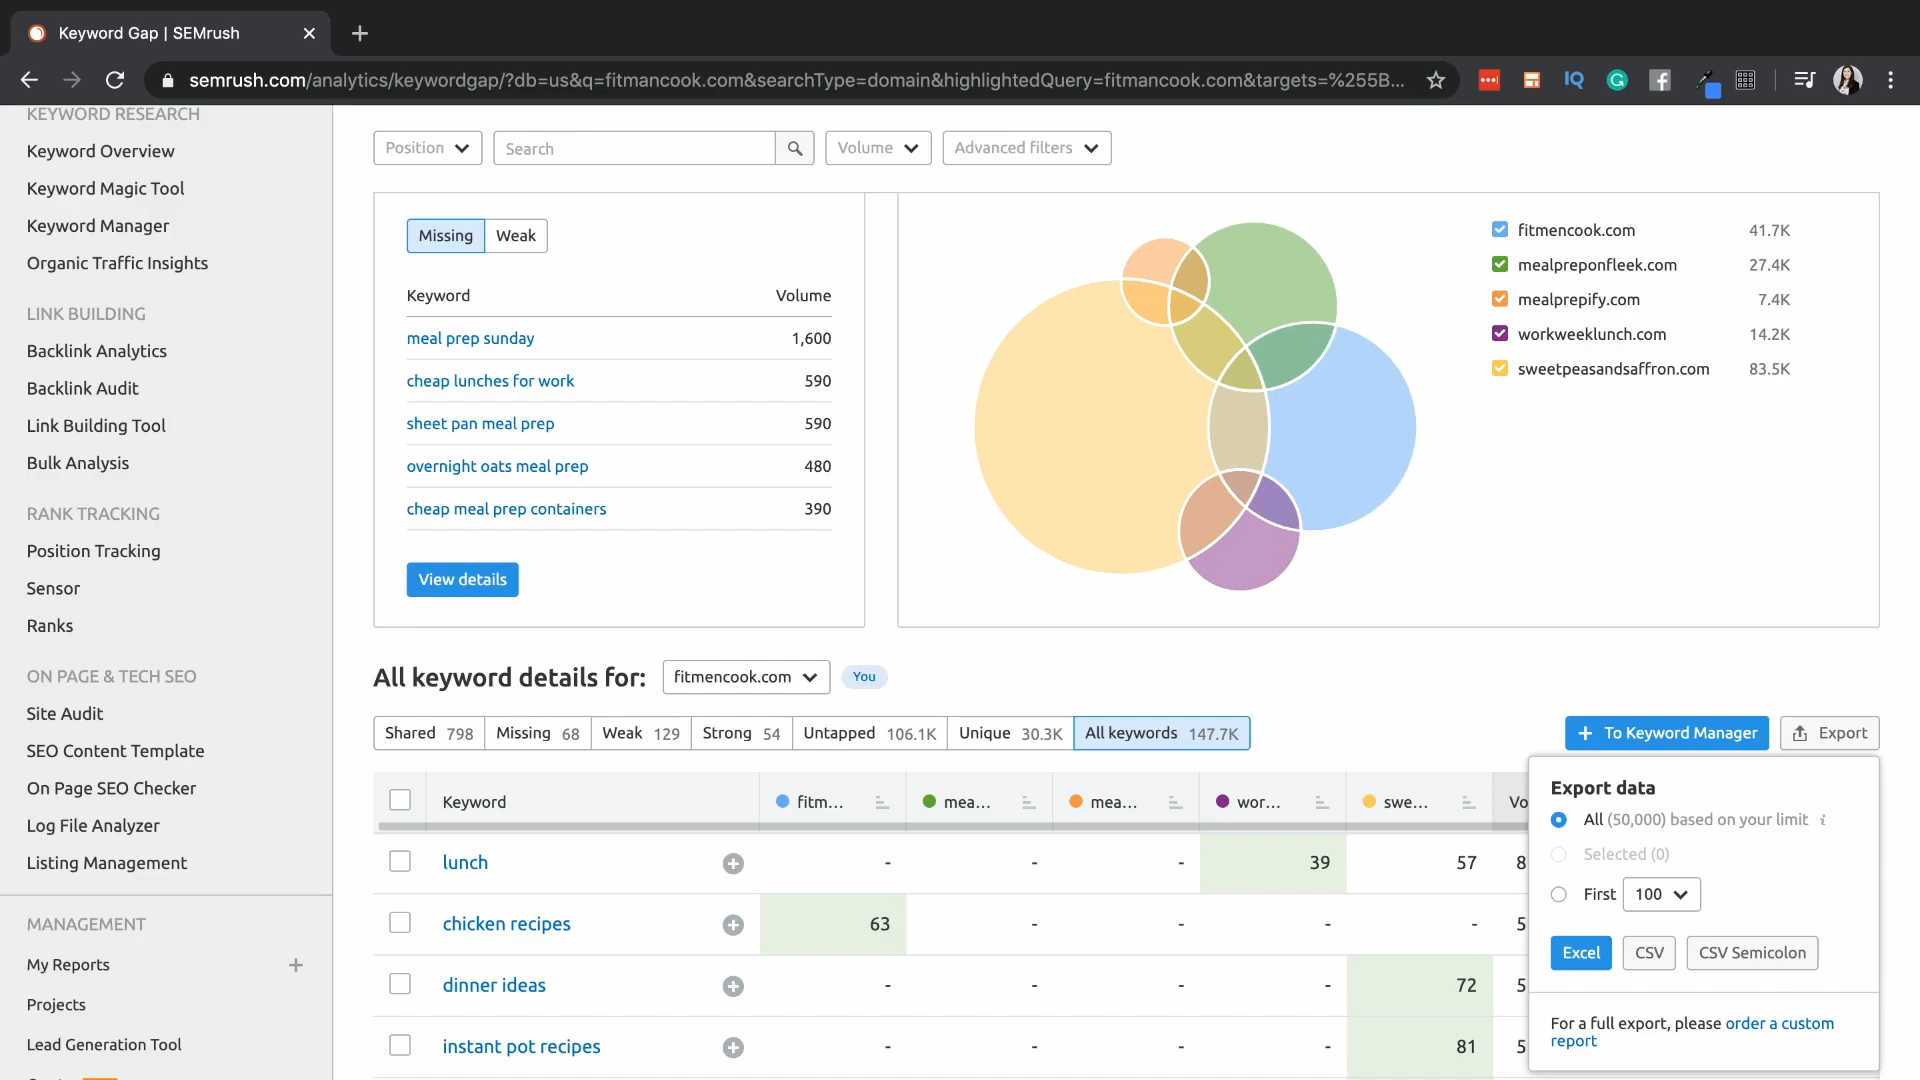 Keyword Gap | SEMrush
semrush.com/analytics/keywordgap/?db=us&q=fitmancook.com&searchType=domain&highlightedQuery=fitmancook.com&targets=%255B...
IQ
KEYWORD RESEARCH
Keyword Overview
Keyword Magic Tool
Keyword Manager
Organic Traffic Insights
LINK BUILDING
Backlink Analytics
Backlink Audit
Link Building Tool
Bulk Analysis
RANK TRACKING
Position Tracking
Sensor
Ranks
ON PAGE & TECH SEO
Site Audit
SEO Content Template
On Page SEO Checker
Log File Analyzer
Listing Management
MANAGEMENT
My Reports
Projects
Lead Generation Tool
Position Search Volume Advanced filters
Missing Weak
Keyword Volume
meal prep sunday 1,600
cheap lunches for work 590
sheet pan meal prep 590
overnight oats meal prep 480
cheap meal prep containers 390
View details
fitmencook.com 41.7K
mealpreponfleek.com 27.4K
mealprepify.com 7.4K
workweeklunch.com 14.2K
sweetpeasandsaffron.com 83.5K
All keyword details for: fitmencook.com You
Shared 798 Missing 68 Weak 129 Strong 54 Untapped 106.1K Unique 30.3K All keywords 147.7K
+ To Keyword Manager Export
Keyword fitm... mea... mea... wor... swe... Vo
lunch - - - 39 57 8
chicken recipes 63 - - - - 5
dinner ideas - - - - 72 5
instant pot recipes - - - - 81 5
Export data
All (50,000) based on your limit i
Selected (0)
First 100
Excel CSV CSV Semicolon
For a full export, please order a custom
report